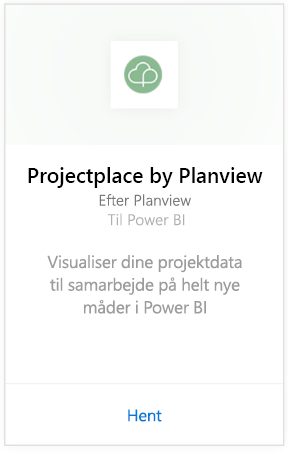 Projectplace by Planview
Efter Planview
Til Power BI
Visualiser dine projektdata
til samarbejde på helt nye
måder i Power BI
Hent